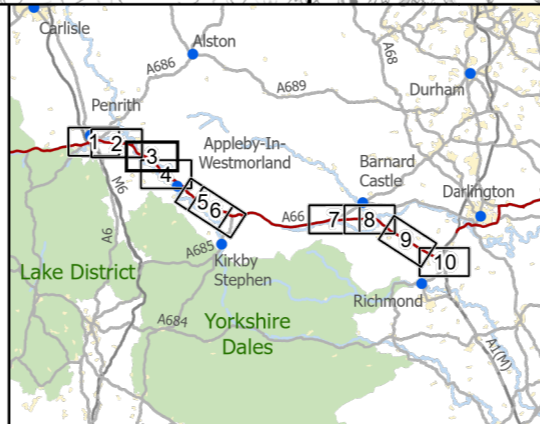 Carlisle
Alston
A686
A689
A68
Durham
Penrith
1
2
3
4
5
6
Appleby-In-
Westmorland
Barnard
Castle
Darlington
M6
A66
7
8
9
10
A6
A685
Kirkby
Stephen
Lake District
Richmond
A684
Yorkshire
Dales
A1(M)